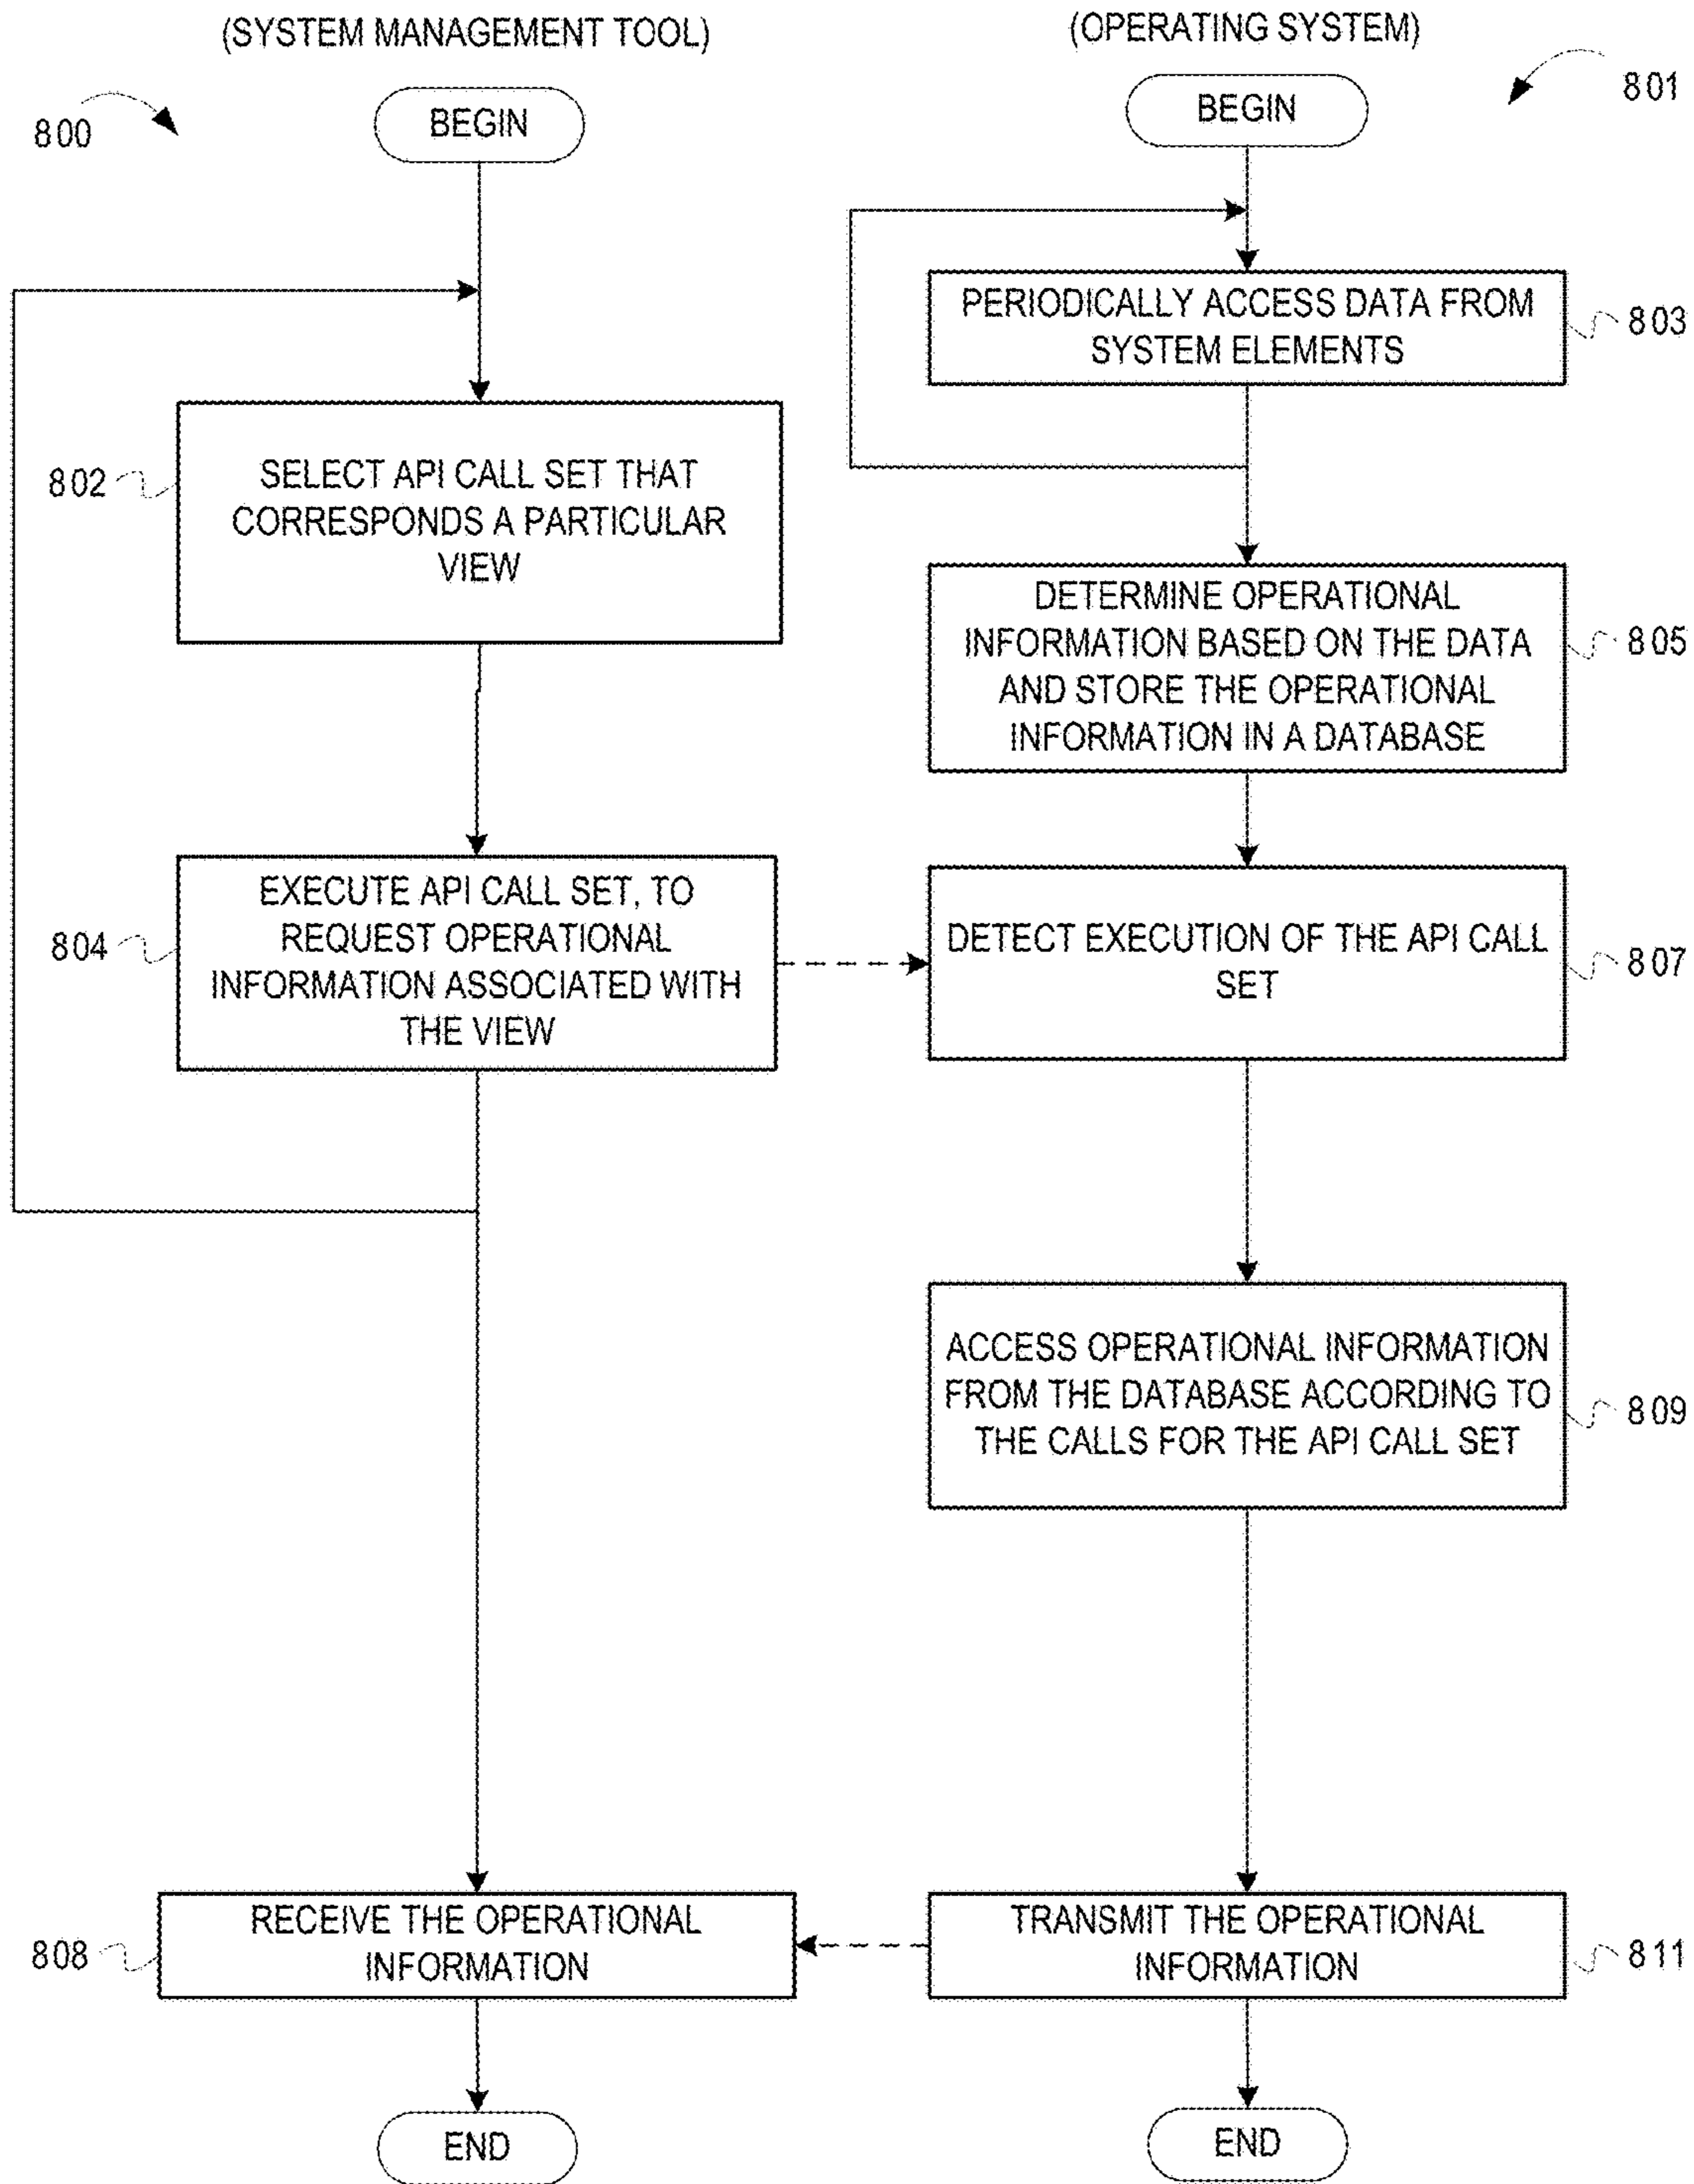 (SYSTEM MANAGEMENT TOOL)
800
BEGIN
802
SELECT API CALL SET THAT
CORRESPONDS A PARTICULAR
VIEW
804
EXECUTE API CALL SET, TO
REQUEST OPERATIONAL
INFORMATION ASSOCIATED WITH
THE VIEW
808
RECEIVE THE OPERATIONAL
INFORMATION
END
(OPERATING SYSTEM)
801
BEGIN
PERIODICALLY ACCESS DATA FROM
SYSTEM ELEMENTS
803
DETERMINE OPERATIONAL
INFORMATION BASED ON THE DATA
AND STORE THE OPERATIONAL
INFORMATION IN A DATABASE
805
DETECT EXECUTION OF THE API CALL
SET
807
ACCESS OPERATIONAL INFORMATION
FROM THE DATABASE ACCORDING TO
THE CALLS FOR THE API CALL SET
809
TRANSMIT THE OPERATIONAL
INFORMATION
811
END